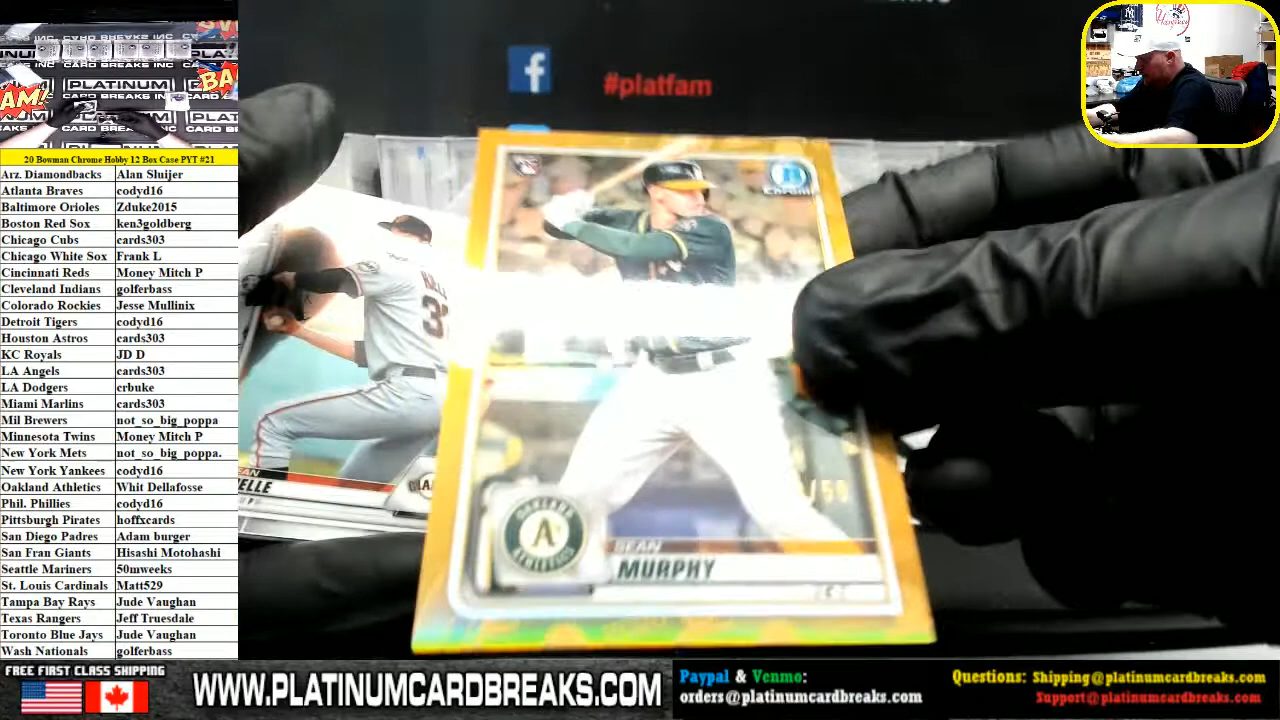 #platfam
PLATINUM
CARD BREAKS INC
20 Bowman Chrome Hobby 12 Box Case PYT #21
Arz. Diamondbacks Alan Sluijer
Atlanta Braves codyd16
Baltimore Orioles Zduke2015
Boston Red Sox ken3goldberg
Chicago Cubs cards303
Chicago White Sox Frank L
Cincinnati Reds Money Mitch P
Cleveland Indians golferbass
Colorado Rockies Jesse Mullinix
Detroit Tigers codyd16
Houston Astros cards303
KC Royals JD D
LA Angels cards303
LA Dodgers crbuke
Miami Marlins cards303
Mil Brewers not_so_big_poppa
Minnesota Twins Money Mitch P
New York Mets not_so_big_poppa.
New York Yankees codyd16
Oakland Athletics Whit Dellafosse
Phil. Phillies codyd16
Pittsburgh Pirates hoffxcards
San Diego Padres Adam burger
San Fran Giants Hisashi Motohashi
Seattle Mariners 50mweeks
St. Louis Cardinals Matt529
Tampa Bay Rays Jude Vaughan
Texas Rangers Jeff Truesdale
Toronto Blue Jays Jude Vaughan
Wash Nationals golferbass
OAKLAND
A's
ATHLETICS
SEAN
MURPHY
FREE FIRST CLASS SHIPPING
WWW.PLATINUMCARDBREAKS.COM
Paypal & Venmo:
orders@platinumcardbreaks.com
Questions: Shipping@platinumcardbreaks.com
Support@platinumcardbreaks.com